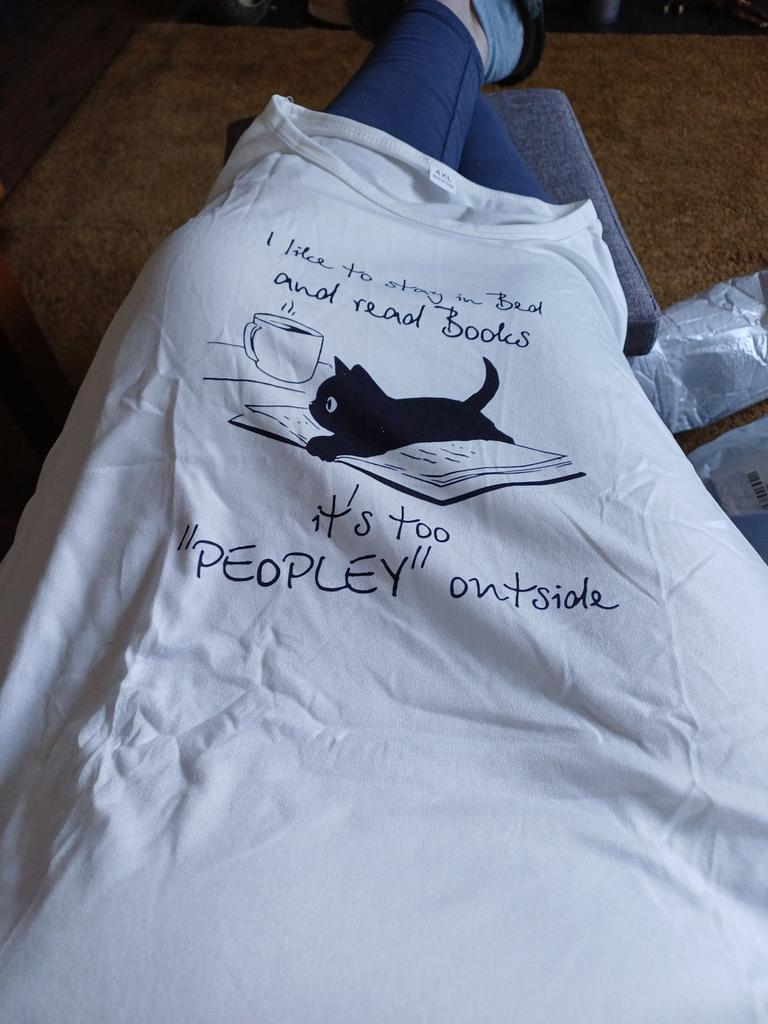 4XL
I like to stay in Bed
and read Books
it's too
"PEOPLEY" outside